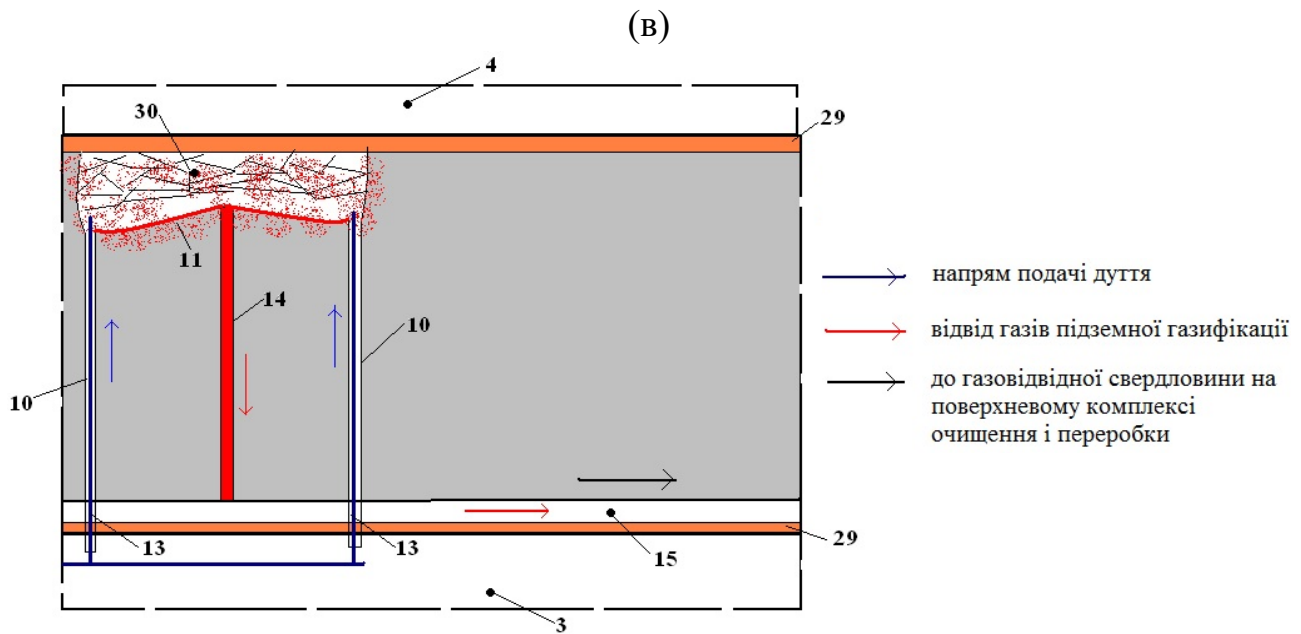 (в)
4
30
29
11
14
10
10
13
13
15
29
3
напрям подачі дуття
відвід газів підземної газифікації
до газовідвідної свердловини на
поверхневому комплексі
очищення і переробки